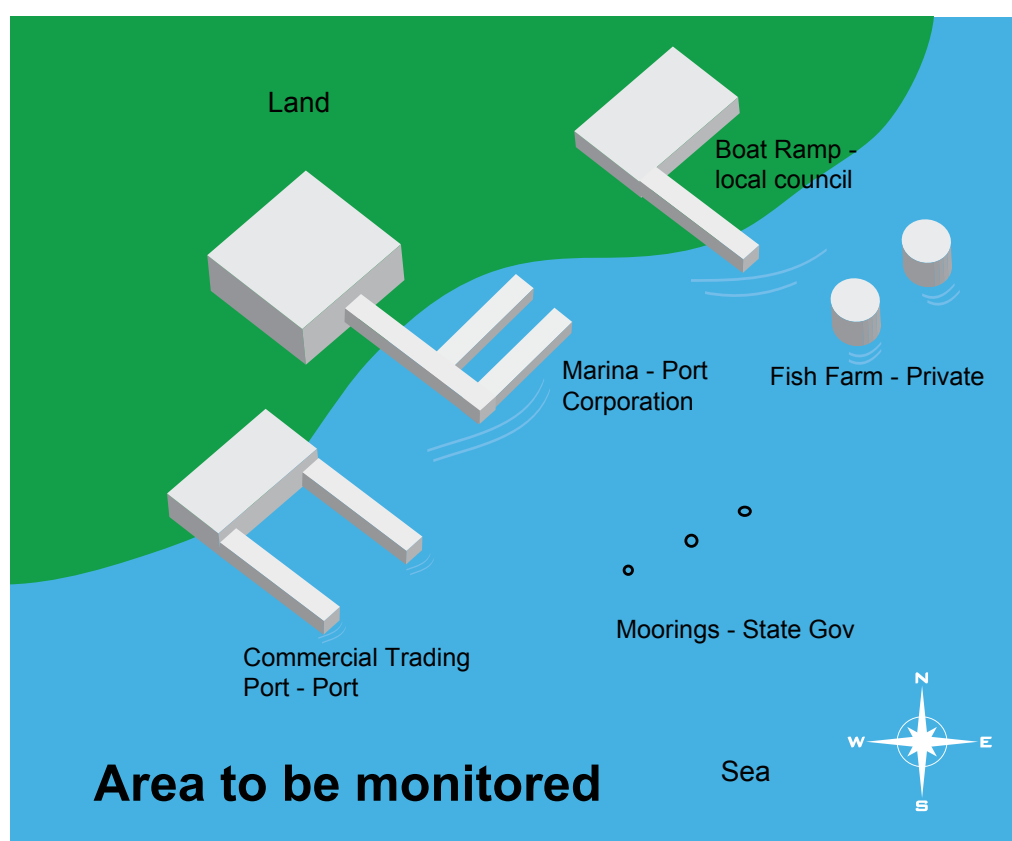 Land
Boat Ramp -
local council
Marina - Port
Corporation
Fish Farm - Private
Moorings - State Gov
Commercial Trading
Port - Port
N
W
E
S
Sea
Area to be monitored